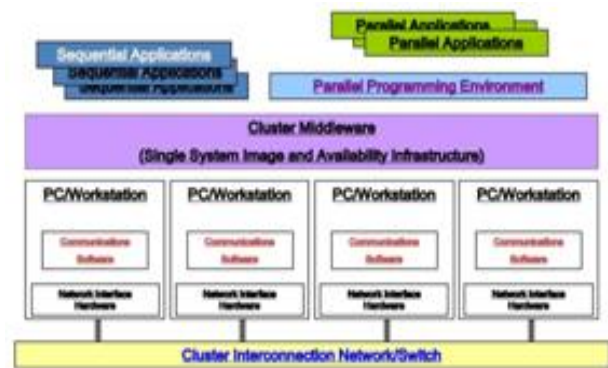 Parallel Applications
Parallel Applications
Sequential Applications
Sequential Applications
Sequential Applications
Parallel Programming Environment
Cluster Middleware
(Single System Image and Availability Infrastructure)
PC/Workstation
PC/Workstation
PC/Workstation
PC/Workstation
Communications
Software
Communications
Software
Communications
Software
Communications
Software
Network Interface
Hardware
Network Interface
Hardware
Network Interface
Hardware
Network Interface
Hardware
Cluster Interconnection Network/Switch